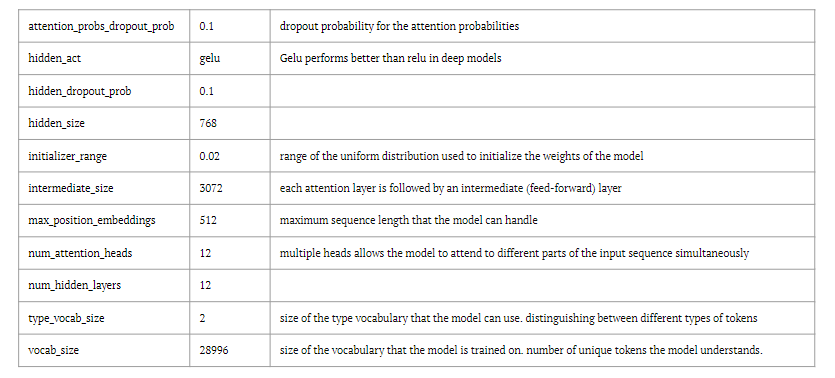 attention_probs_dropout_prob 0.1 dropout probability for the attention probabilities
hidden_act gelu Gelu performs better than relu in deep models
hidden_dropout_prob 0.1
hidden_size 768
initializer_range 0.02 range of the uniform distribution used to initialize the weights of the model
intermediate_size 3072 each attention layer is followed by an intermediate (feed-forward) layer
max_position_embeddings 512 maximum sequence length that the model can handle
num_attention_heads 12 multiple heads allows the model to attend to different parts of the input sequence simultaneously
num_hidden_layers 12
type_vocab_size 2 size of the type vocabulary that the model can use. distinguishing between different types of tokens
vocab_size 28996 size of the vocabulary that the model is trained on. number of unique tokens the model understands.